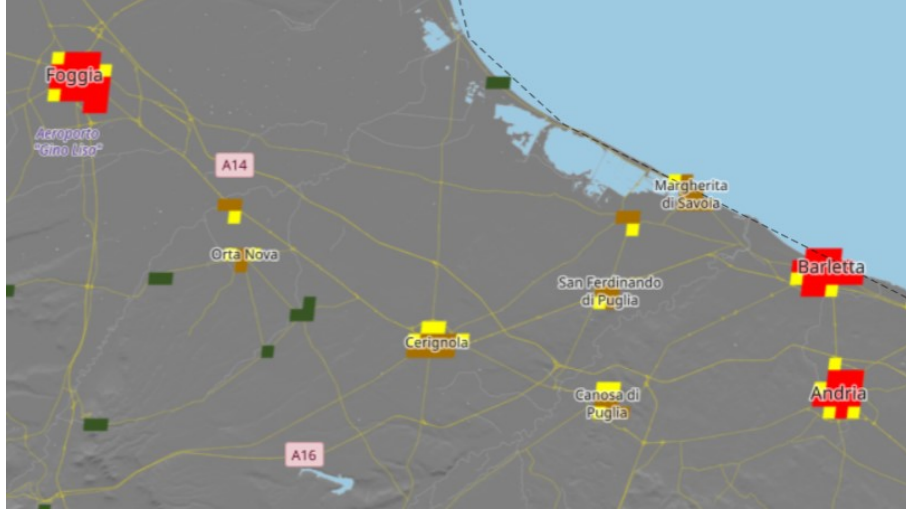 Foggia
Aeroporto
"Gino Lisa"
A14
Margherita
di Savoia
Orta Nova
Barletta
San Ferdinando
di Puglia
Cerignola
Andria
Canosa di
Puglia
A16